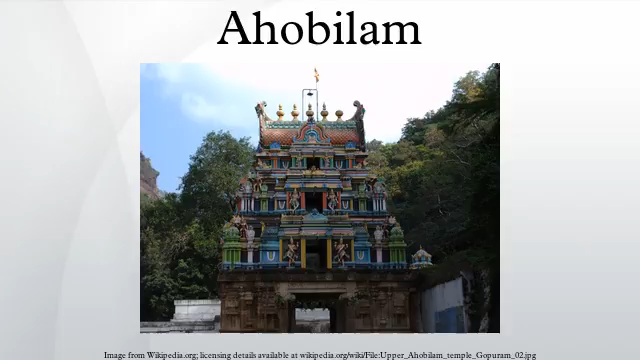 Ahobilam
Image from Wikipedia.org; licensing details available at wikipedia.org/wiki/File:Upper_Ahobilam_temple_Gopuram_02.jpg